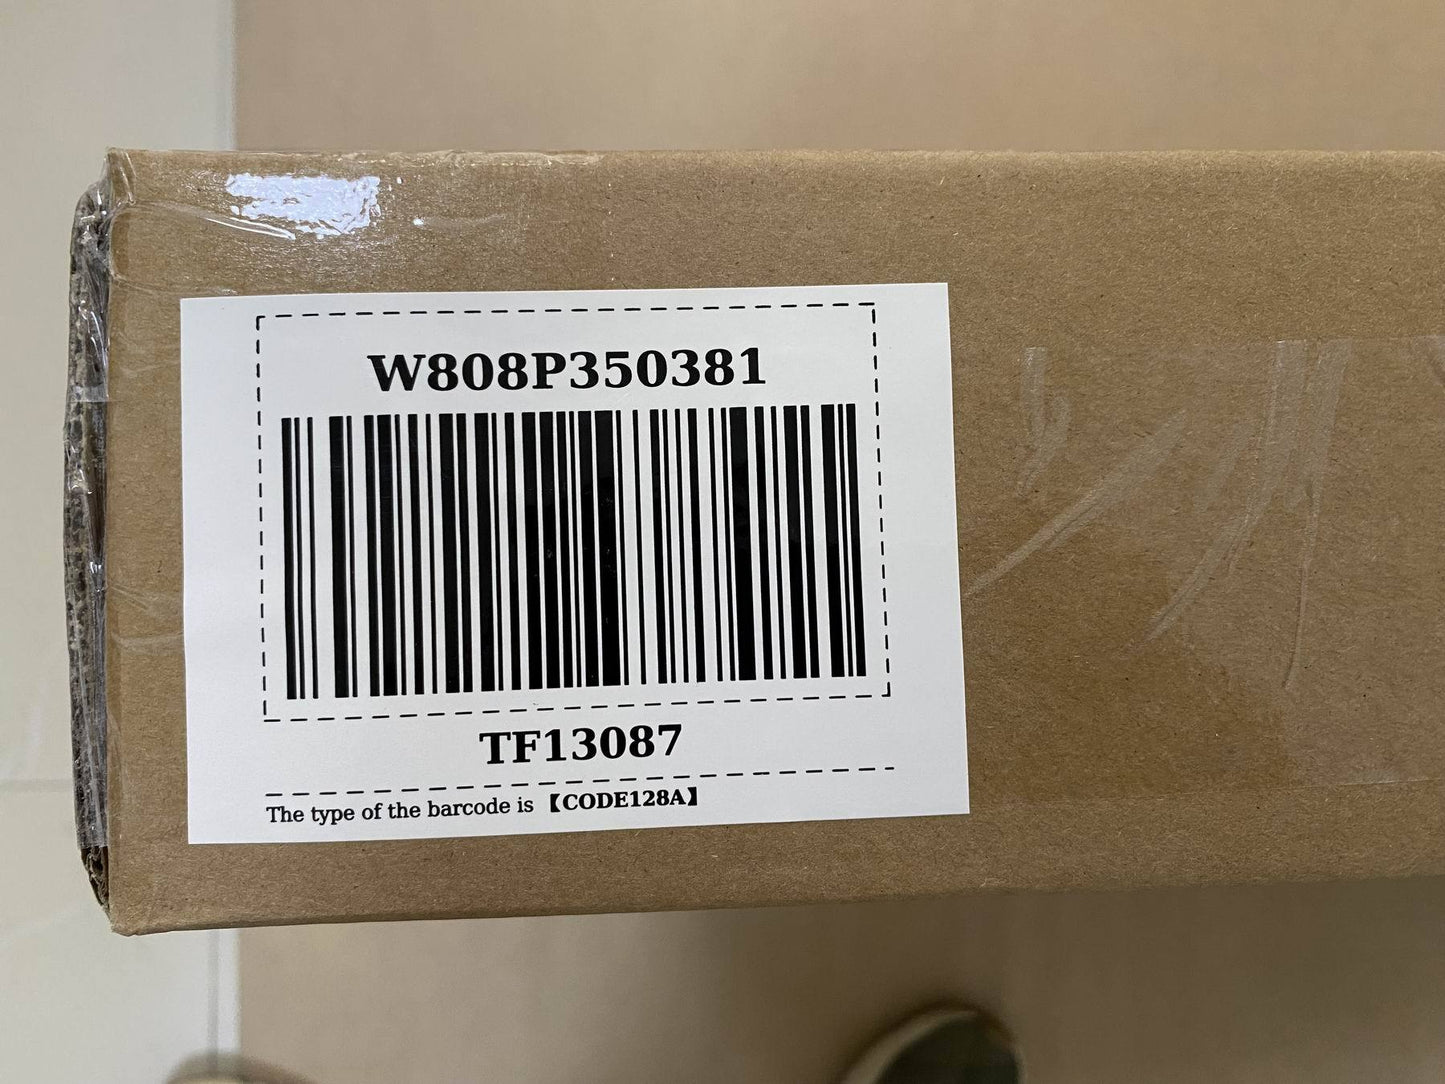 W808P350381
TF13087
The type of the barcode is 【CODE128A】